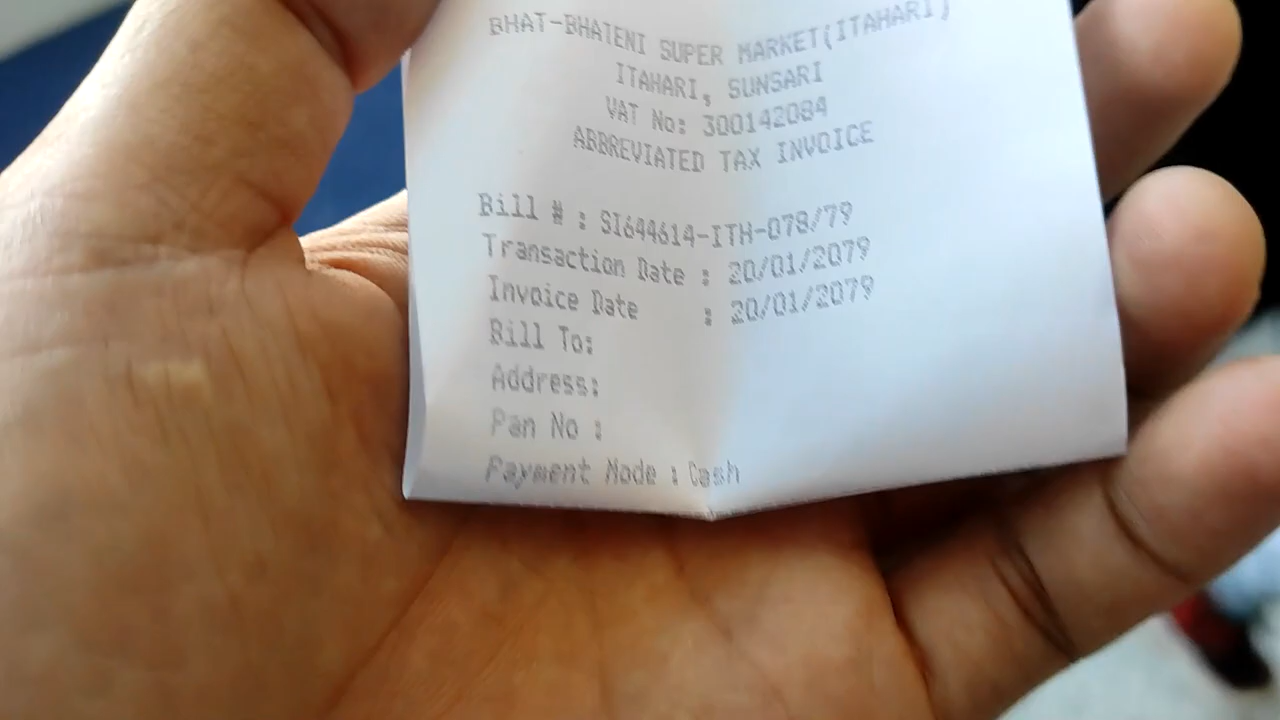 BHAT-BHATENI SUPER MARKET(ITAHARI)
ITAHARI, SUNSARI
VAT No: 300142084
ABBREVIATED TAX INVOICE
Bill # : SI644614-ITH-078/79
Transaction Date : 20/01/2079
Invoice Date : 20/01/2079
Bill To:
Address:
Pan No :
Payment Mode : Cash